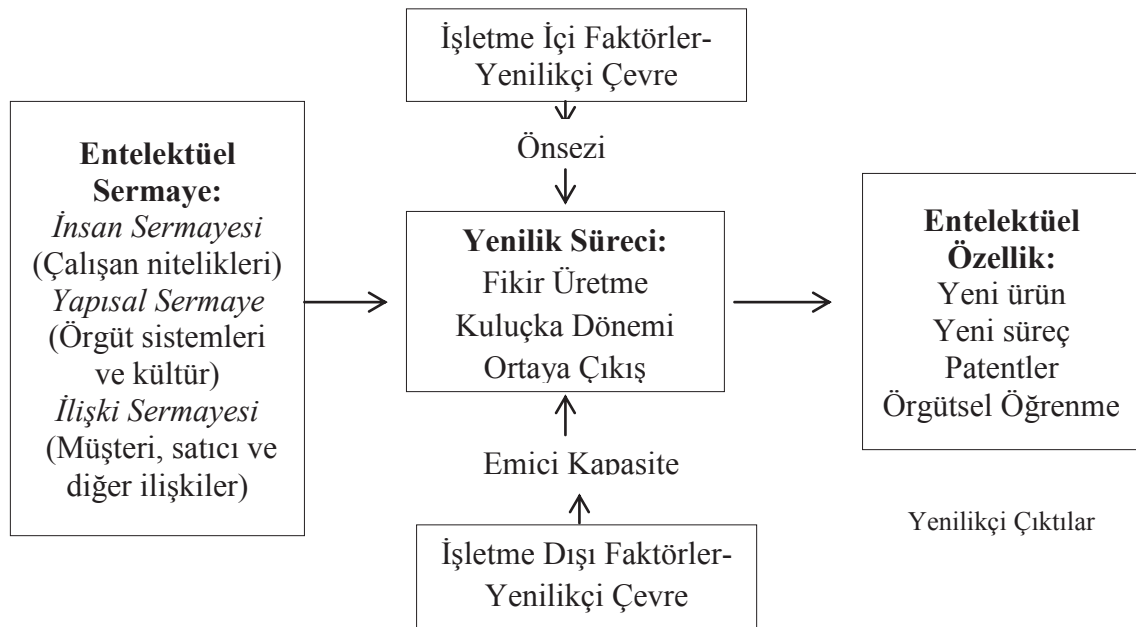 İşletme İçi Faktörler-
Yenilikçi Çevre
Önsezi
Entelektüel
Sermaye:
İnsan Sermayesi
(Çalışan nitelikleri)
Yapısal Sermaye
(Örgüt sistemleri
ve kültür)
İlişki Sermayesi
(Müşteri, satıcı ve
diğer ilişkiler)
Yenilik Süreci:
Fikir Üretme
Kuluçka Dönemi
Ortaya Çıkış
Entelektüel
Özellik:
Yeni ürün
Yeni süreç
Patentler
Örgütsel Öğrenme
Yenilikçi Çıktılar
Emici Kapasite
İşletme Dışı Faktörler-
Yenilikçi Çevre